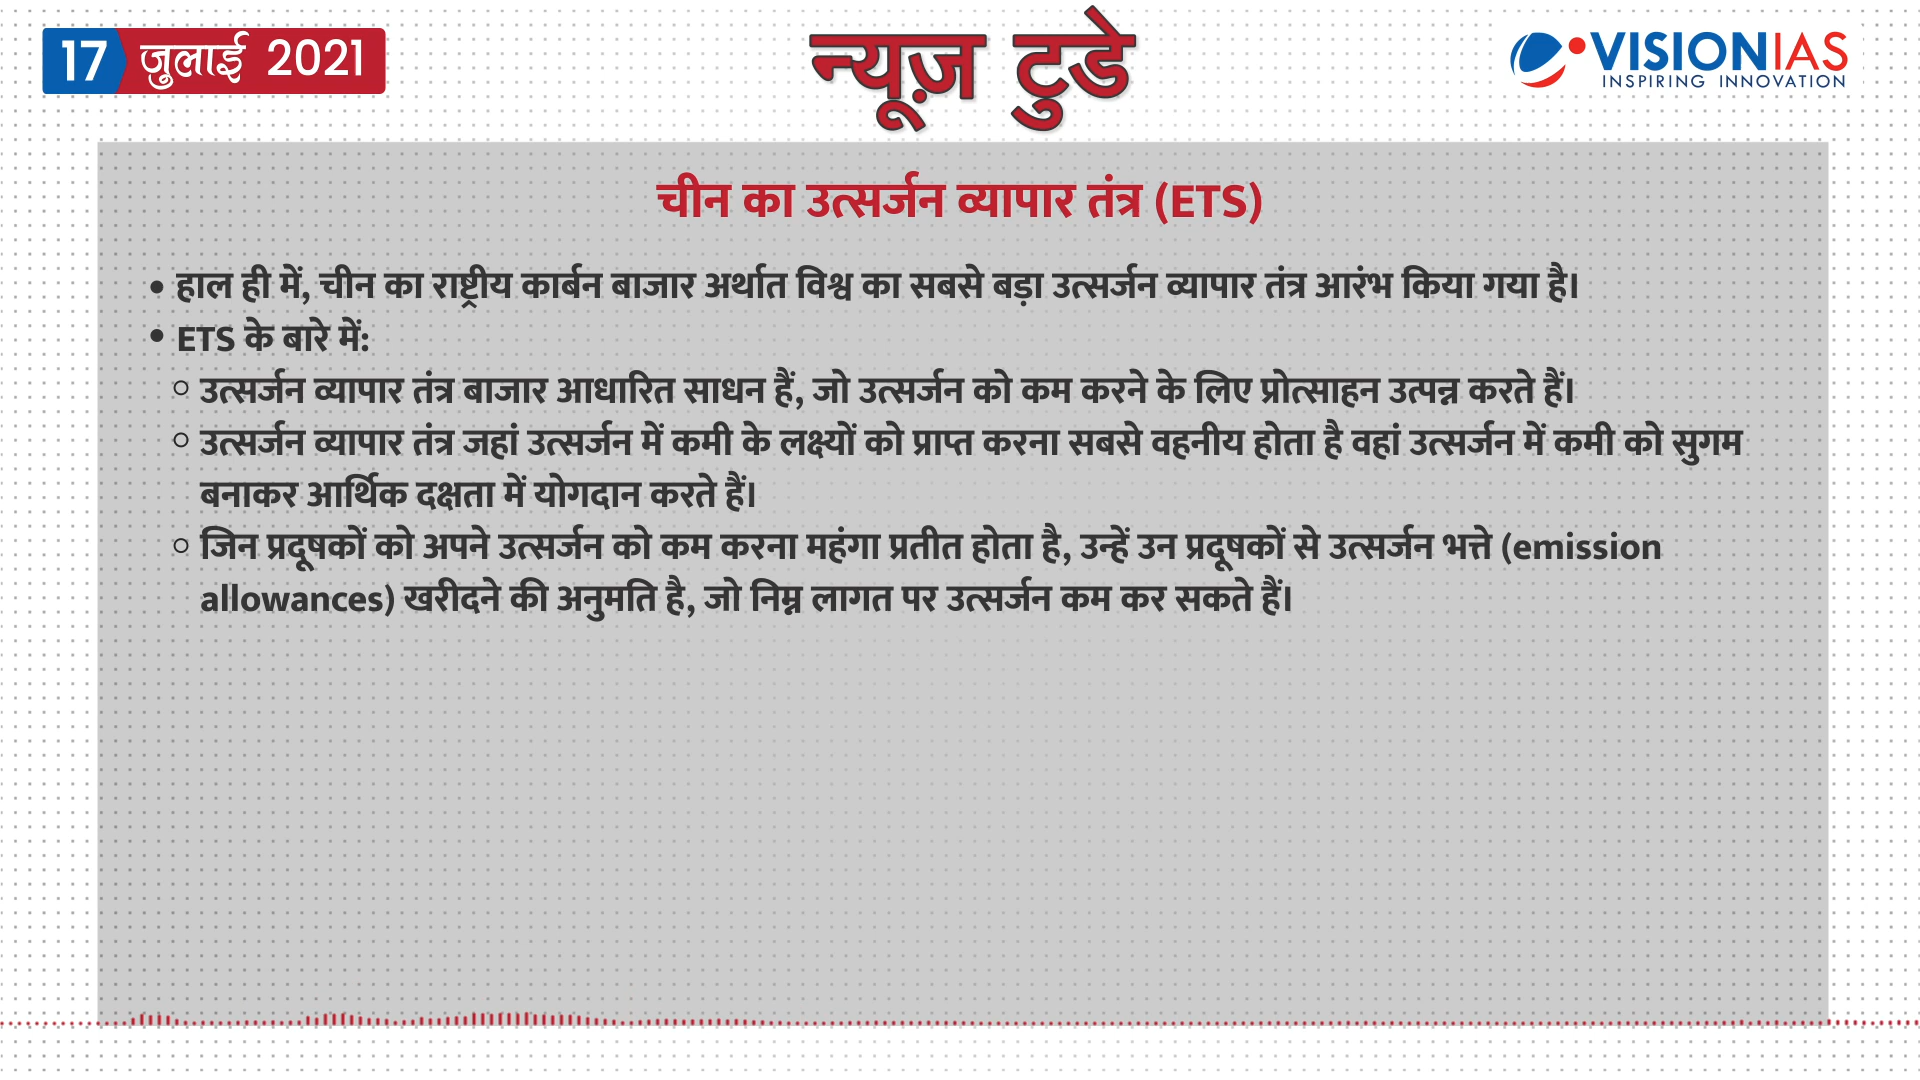 17 जुलाई 2021
न्यूज़ टुडे
VISIONIAS
INSPIRING INNOVATION
चीन का उत्सर्जन व्यापार तंत्र (ETS)
• हाल ही में, चीन का राष्ट्रीय कार्बन बाजार अर्थात विश्व का सबसे बड़ा उत्सर्जन व्यापार तंत्र आरंभ किया गया है।
• ETS के बारे में:
○ उत्सर्जन व्यापार तंत्र बाजार आधारित साधन हैं, जो उत्सर्जन को कम करने के लिए प्रोत्साहन उत्पन्न करते हैं।
○ उत्सर्जन व्यापार तंत्र जहां उत्सर्जन में कमी के लक्ष्यों को प्राप्त करना सबसे वहनीय होता है वहां उत्सर्जन में कमी को सुगम
बनाकर आर्थिक दक्षता में योगदान करते हैं।
○ जिन प्रदूषकों को अपने उत्सर्जन को कम करना महंगा प्रतीत होता है, उन्हें उन प्रदूषकों से उत्सर्जन भत्ते (emission
allowances) खरीदने की अनुमति है, जो निम्न लागत पर उत्सर्जन कम कर सकते हैं।